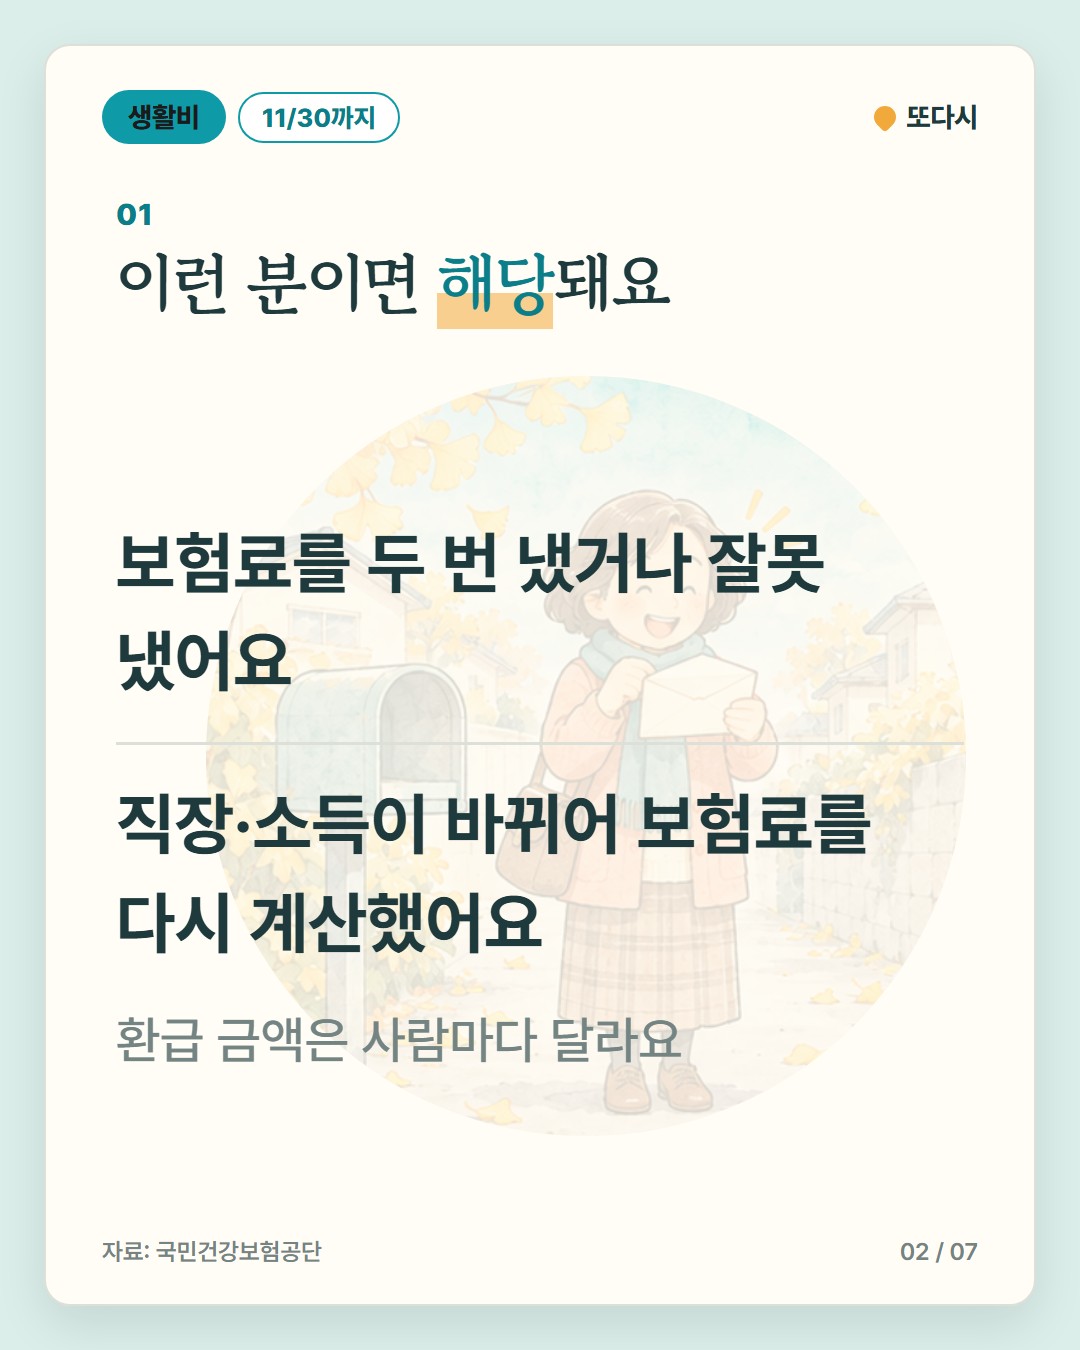 생활비
11/30까지
또다시
01
이런 분이면 해당돼요
보험료를 두 번 냈거나 잘못
냈어요
직장·소득이 바뀌어 보험료를
다시 계산했어요
환급 금액은 사람마다 달라요
자료: 국민건강보험공단
02 / 07